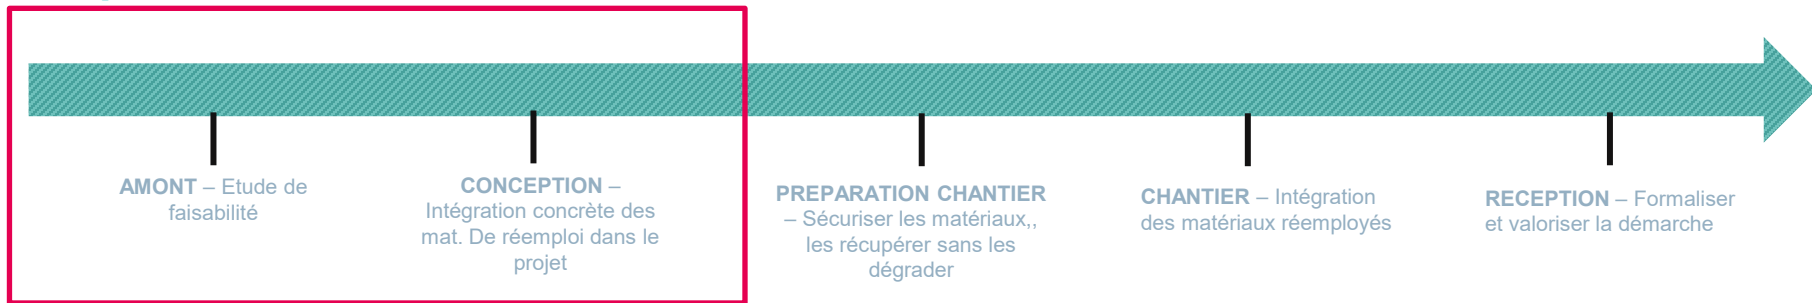 AMONT – Etude de
faisabilité
CONCEPTION –
Intégration concrète des
mat. De réemploi dans le
projet
PREPARATION CHANTIER
– Sécuriser les matériaux,,
les récupérer sans les
dégrader
CHANTIER – Intégration
des matériaux réemployés
RECEPTION – Formaliser
et valoriser la démarche